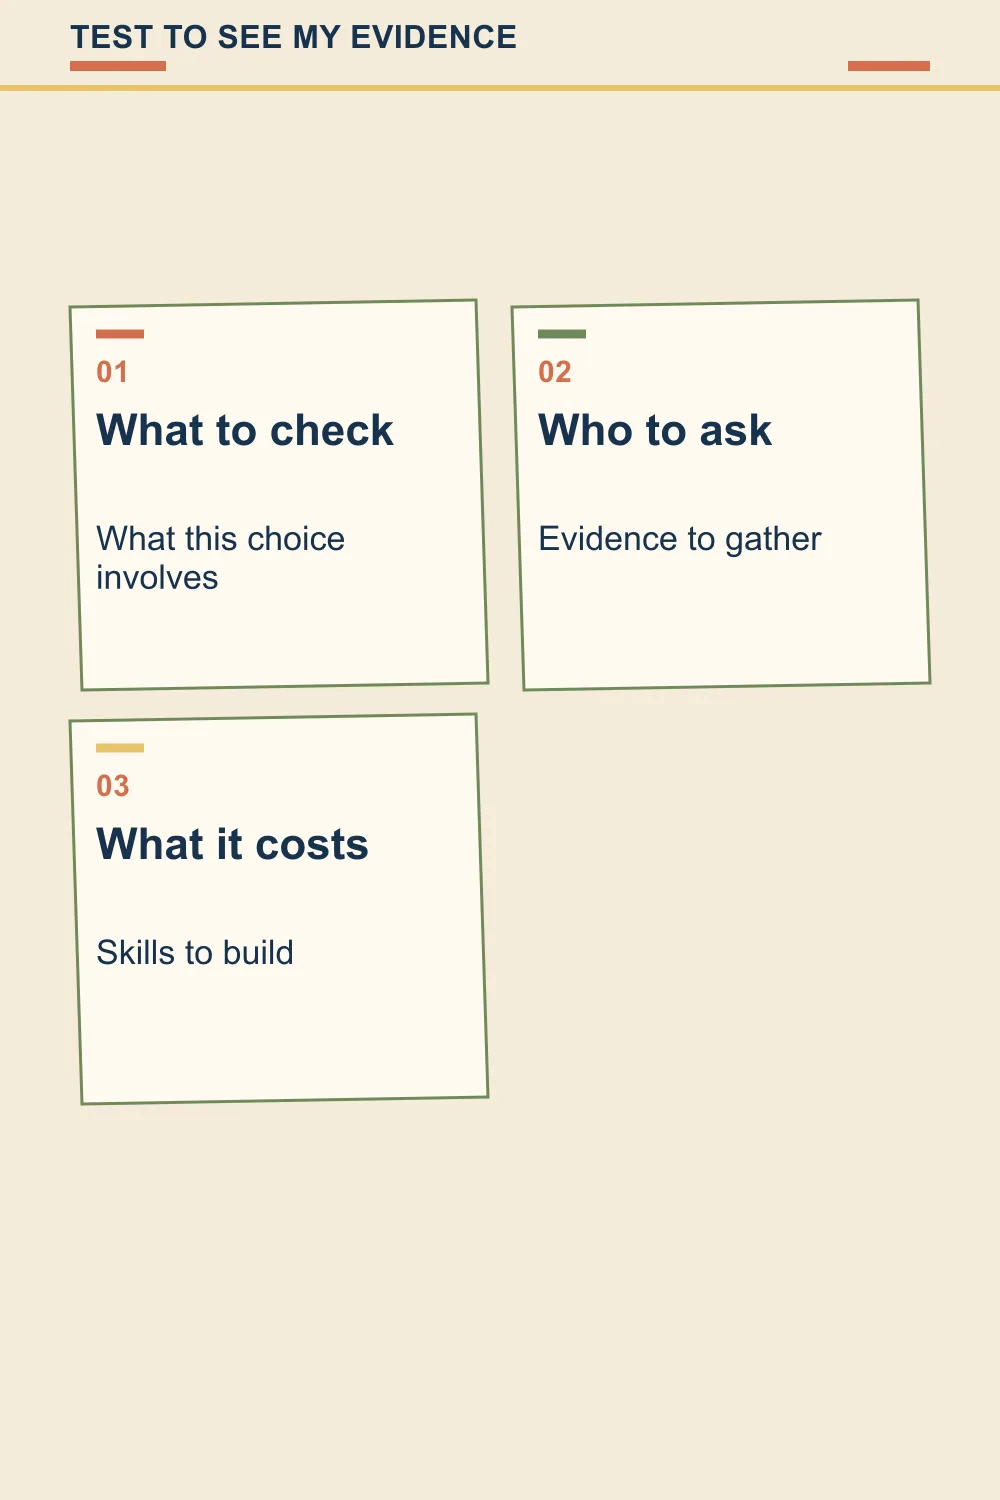 TEST TO SEE MY EVIDENCE
01
What to check
What this choice
involves
02
Who to ask
Evidence to gather
03
What it costs
Skills to build